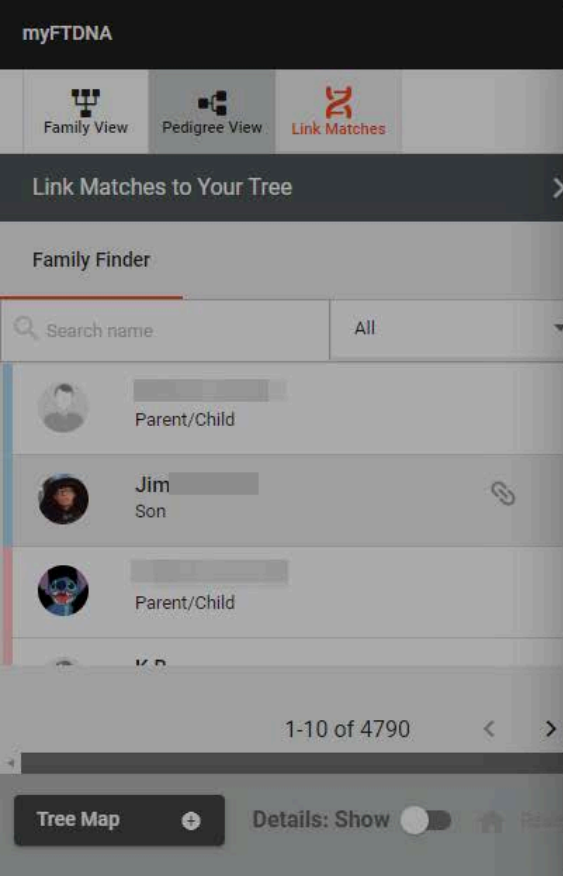 myFTDNA
Family View
Pedigree View
Link Matches
Link Matches to Your Tree
Family Finder
Search name
All
Parent/Child
Jim
Son
Parent/Child
1-10 of 4790
Tree Map
Details: Show